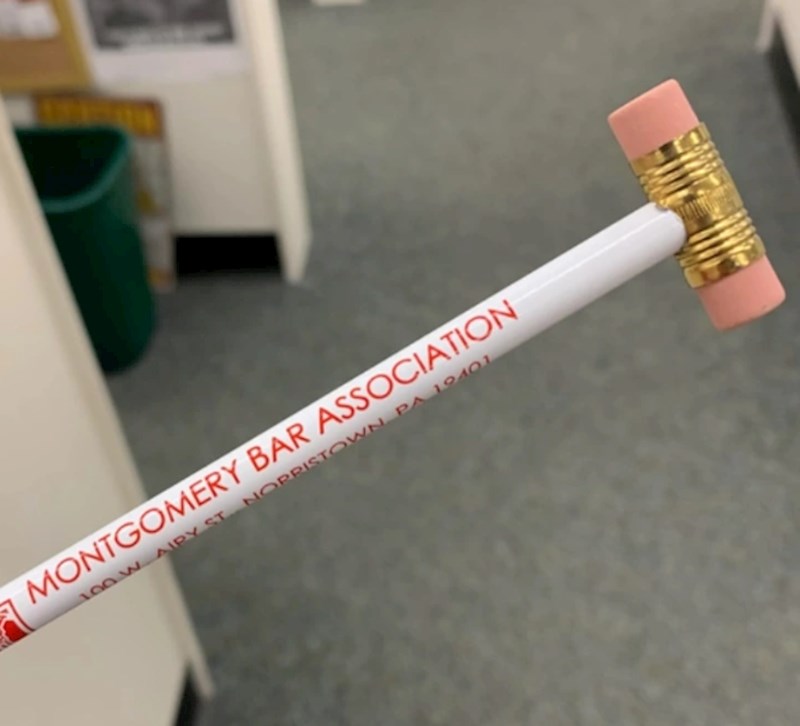 MONTGOMERY BAR ASSOCIATION
100 W. AIRY ST., NORRISTOWN, PA 19401